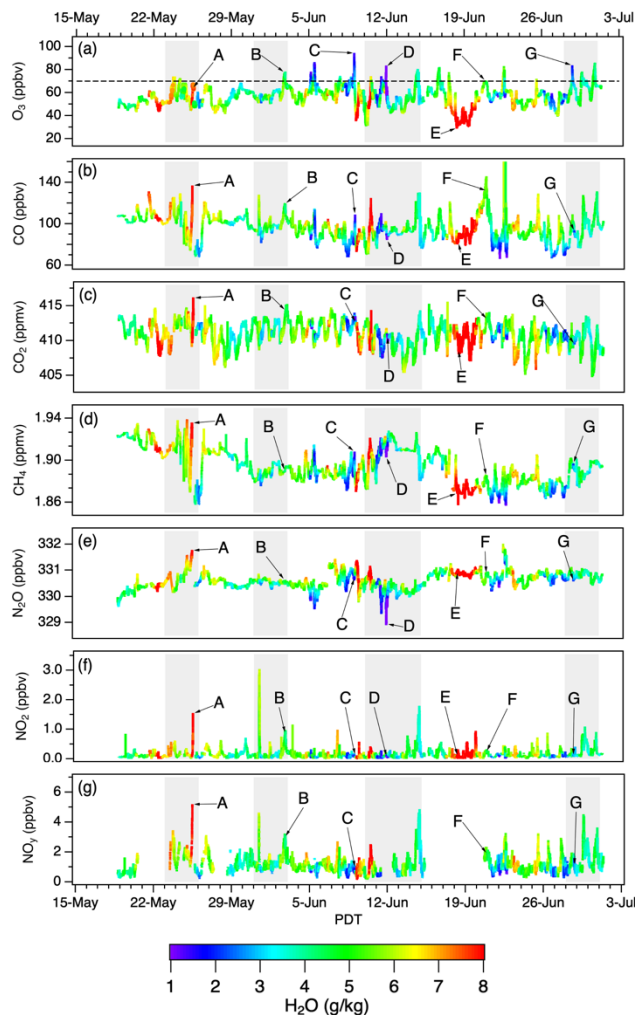 15-May 22-May 29-May 5-Jun 12-Jun 19-Jun 26-Jun 3-Jul
(a)
O₃ (ppbv)
100
80
60
40
20
A B C D E F G
(b)
CO (ppbv)
140
100
60
A B C D E F G
(c)
CO₂ (ppmv)
415
410
405
A B C D E F G
(d)
CH₄ (ppmv)
1.94
1.90
1.86
A B C D E F G
(e)
N₂O (ppbv)
332
331
330
329
A B C D E F G
(f)
NO₂ (ppbv)
3.0
2.0
1.0
0.0
A B C D E F G
(g)
NOy (ppbv)
6
4
2
0
A B C F G
15-May 22-May 29-May 5-Jun 12-Jun 19-Jun 26-Jun 3-Jul
PDT
1 2 3 4 5 6 7 8
H₂O (g/kg)